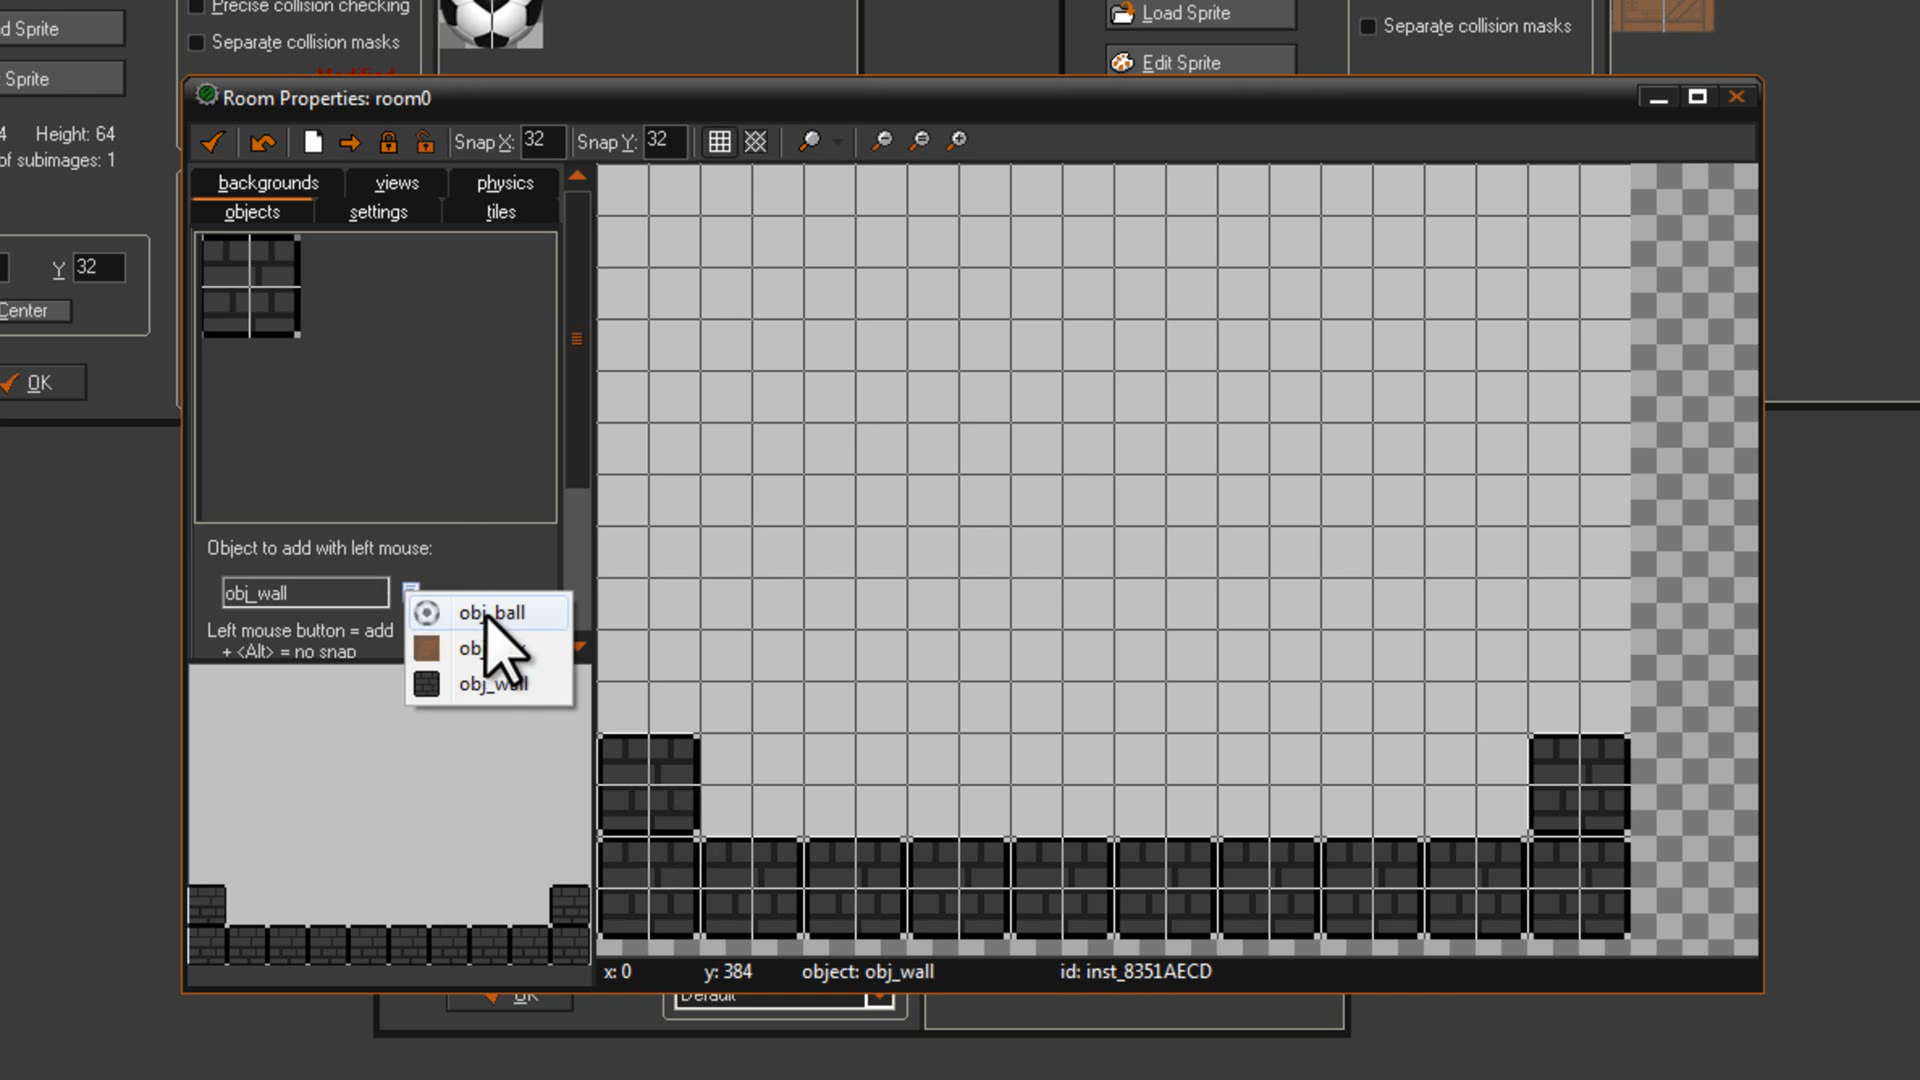 Precise collision checking
Load Sprite
d Sprite
Separate collision masks
Separate collision masks
Edit Sprite
Sprite
Room Properties: room0
4 Height: 64
of subimages: 1
Snap X: 32
Snap Y: 32
backgrounds
views
physics
objects
settings
tiles
Y 32
Center
OK
Object to add with left mouse:
obj_wall
obj_ball
Left mouse button = add
+ <Alt> = no snap
obj_wall
x: 0
y: 384
object: obj_wall
id: inst_8351AECD
OK
Default